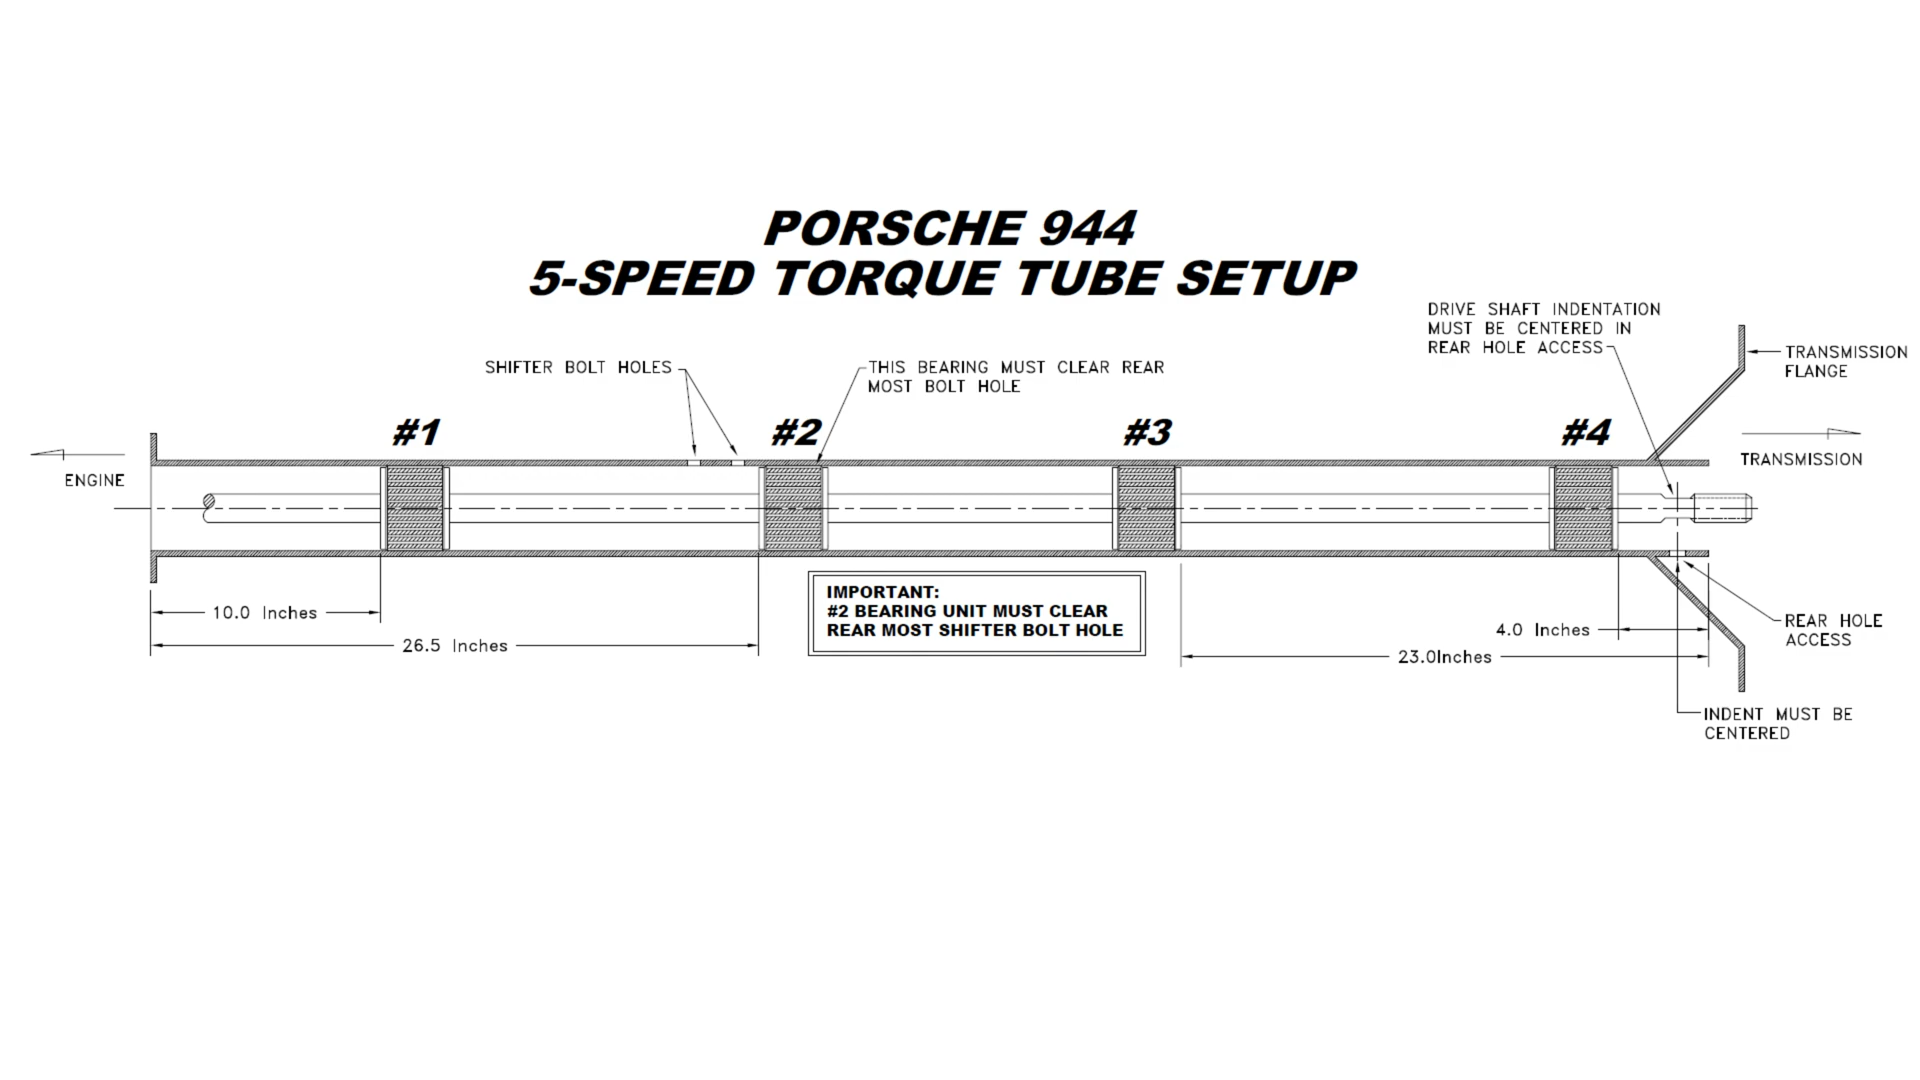 PORSCHE 944
5-SPEED TORQUE TUBE SETUP
DRIVE SHAFT INDENTATION
MUST BE CENTERED IN
REAR HOLE ACCESS
TRANSMISSION
FLANGE
SHIFTER BOLT HOLES
THIS BEARING MUST CLEAR REAR
MOST BOLT HOLE
#1
#2
#3
#4
ENGINE
TRANSMISSION
10.0 Inches
26.5 Inches
IMPORTANT:
#2 BEARING UNIT MUST CLEAR
REAR MOST SHIFTER BOLT HOLE
4.0 Inches
23.0Inches
REAR HOLE
ACCESS
INDENT MUST BE
CENTERED